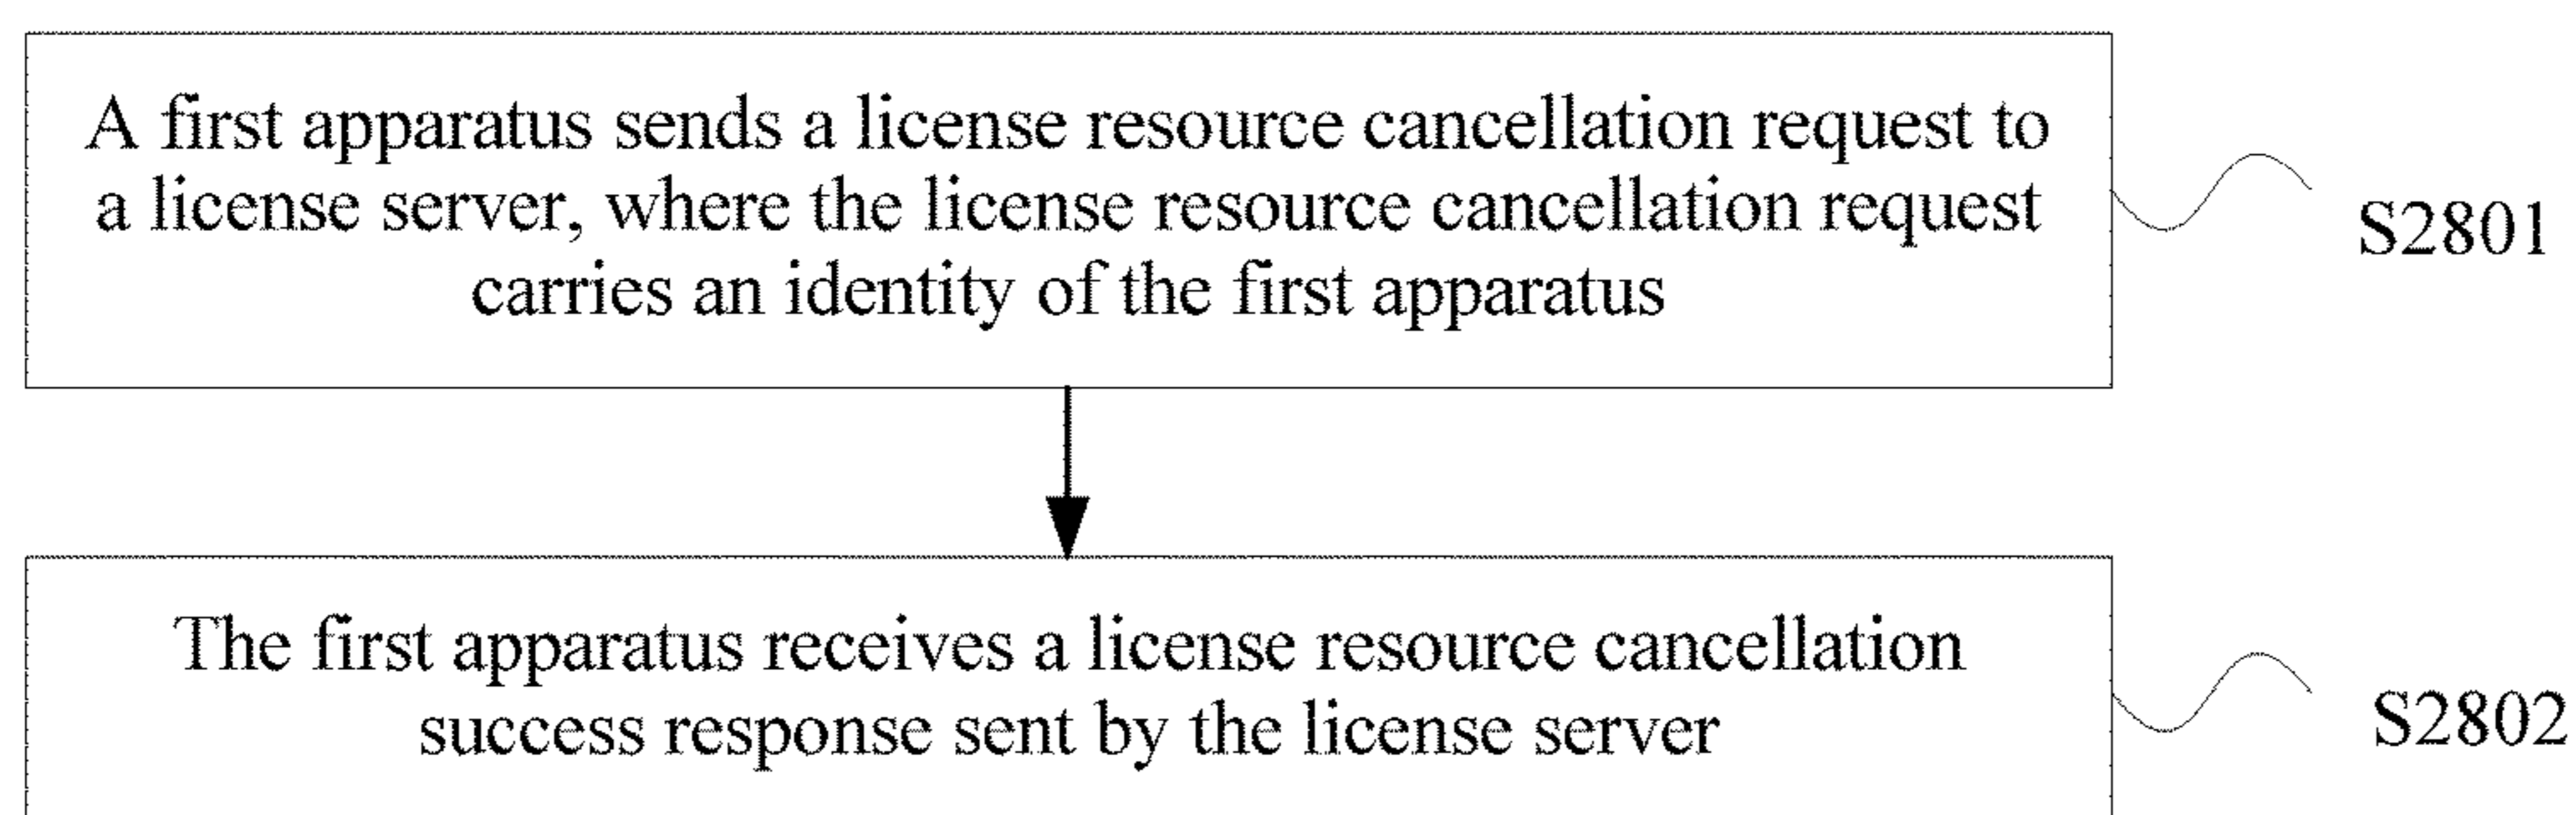 A first apparatus sends a license resource cancellation request to
a license server, where the license resource cancellation request
carries an identity of the first apparatus
S2801
The first apparatus receives a license resource cancellation
success response sent by the license server
S2802